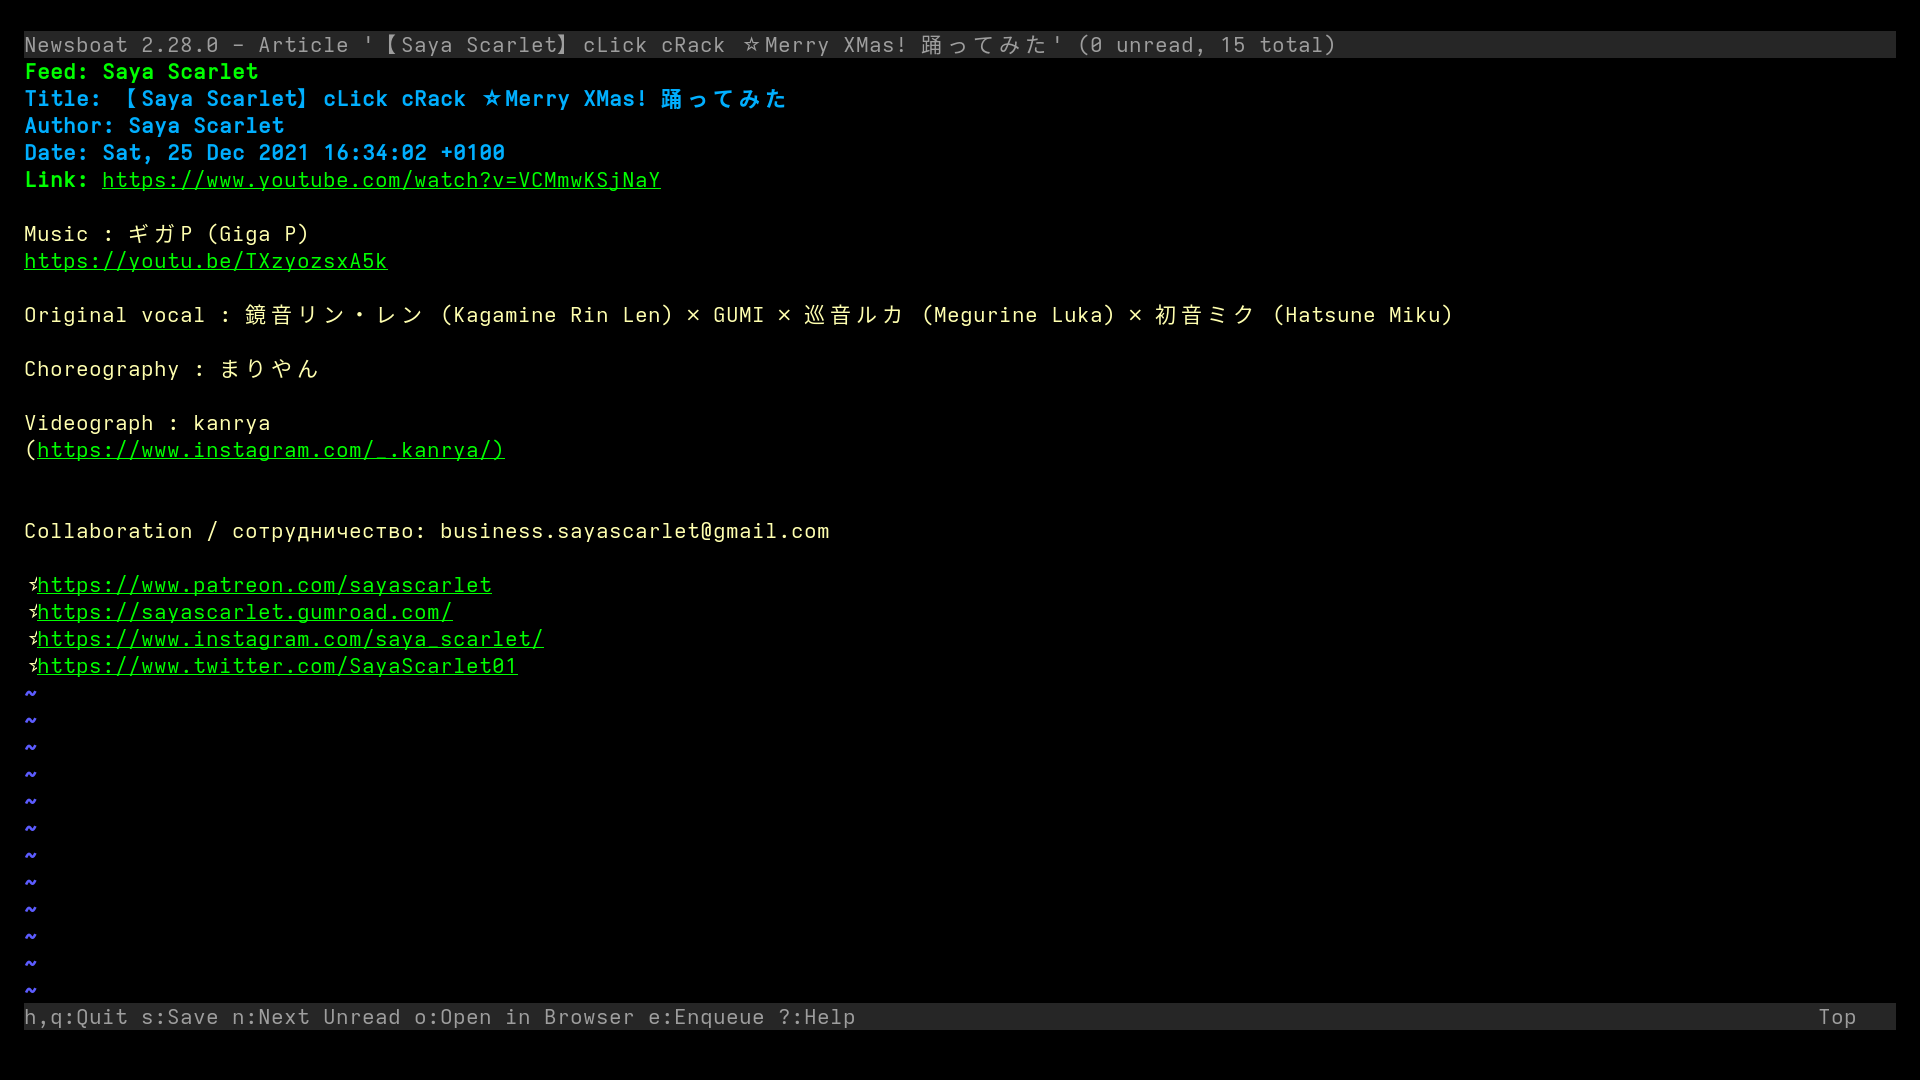 Newsboat 2.28.0 - Article '【Saya Scarlet】 cLick cRack ☆Merry XMas! 踊ってみた' (0 unread, 15 total)
Feed: Saya Scarlet
Title: 【Saya Scarlet】 cLick cRack ☆Merry XMas! 踊ってみた
Author: Saya Scarlet
Date: Sat, 25 Dec 2021 16:34:02 +0100
Link: https://www.youtube.com/watch?v=VCMmwKSjNaY
Music : ギガP (Giga P)
https://youtu.be/TXzyozsxA5k
Original vocal : 鏡音リン・レン (Kagamine Rin Len) × GUMI × 巡音ルカ (Megurine Luka) × 初音ミク (Hatsune Miku)
Choreography : まりやん
Videograph : kanrya
(https://www.instagram.com/_.kanrya/)
Collaboration / сотрудничество: business.sayascarlet@gmail.com
☆https://www.patreon.com/sayascarlet
☆https://sayascarlet.gumroad.com/
☆https://www.instagram.com/saya_scarlet/
☆https://www.twitter.com/SayaScarlet01
~
~
~
~
~
~
~
~
~
~
~
~
h,q:Quit s:Save n:Next Unread o:Open in Browser e:Enqueue ?:Help Top